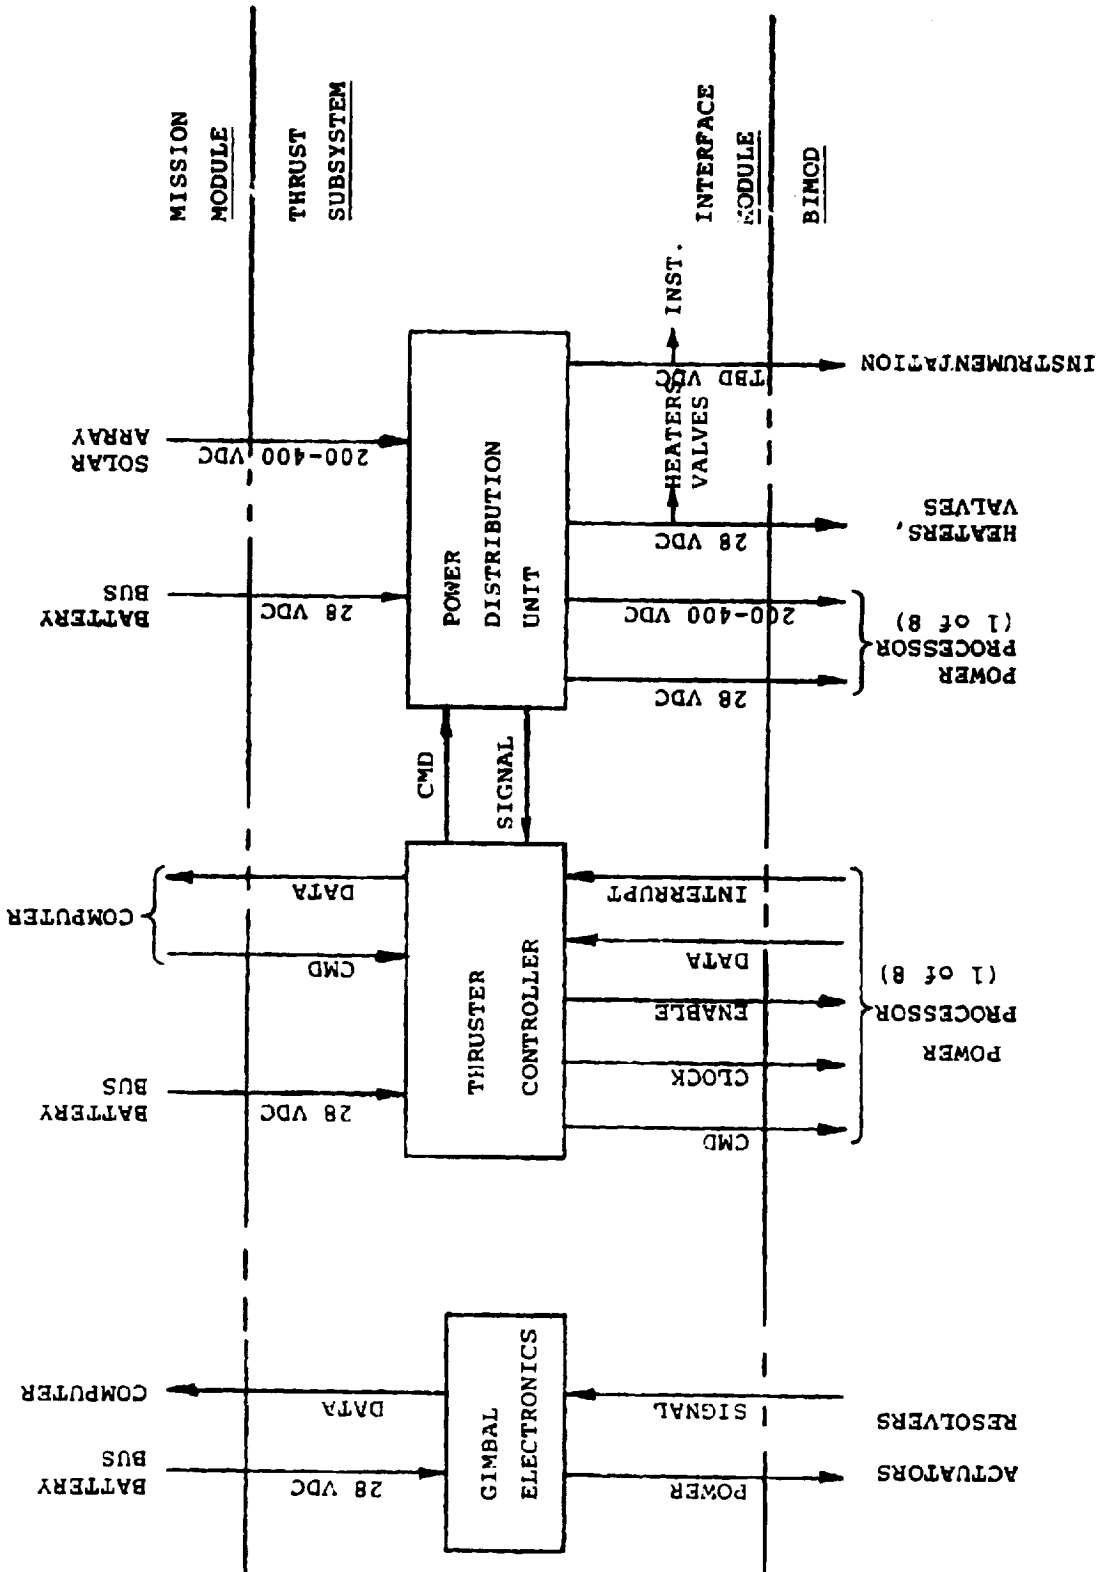 MISSION
MODULE
THRUST
SUBSYSTEM
INTERFACE
MODULE
BIMOD
SOLAR
ARRAY
200-400 VDC
BATTERY
BUS
28 VDC
POWER
DISTRIBUTION
UNIT
TBD VDC
INST.
INSTRUMENTATION
HEATERS
VALVES
28 VDC
HEATERS,
VALVES
200-400 VDC
28 VDC
POWER
PROCESSOR
(1 of 8)
CMD
SIGNAL
COMPUTER
DATA
CMD
BATTERY
BUS
28 VDC
THRUSTER
CONTROLLER
INTERRUPT
DATA
ENABLE
CLOCK
CMD
POWER
PROCESSOR
(1 of 8)
COMPUTER
DATA
BATTERY
BUS
28 VDC
GIMBAL
ELECTRONICS
SIGNAL
RESOLVERS
POWER
ACTUATORS